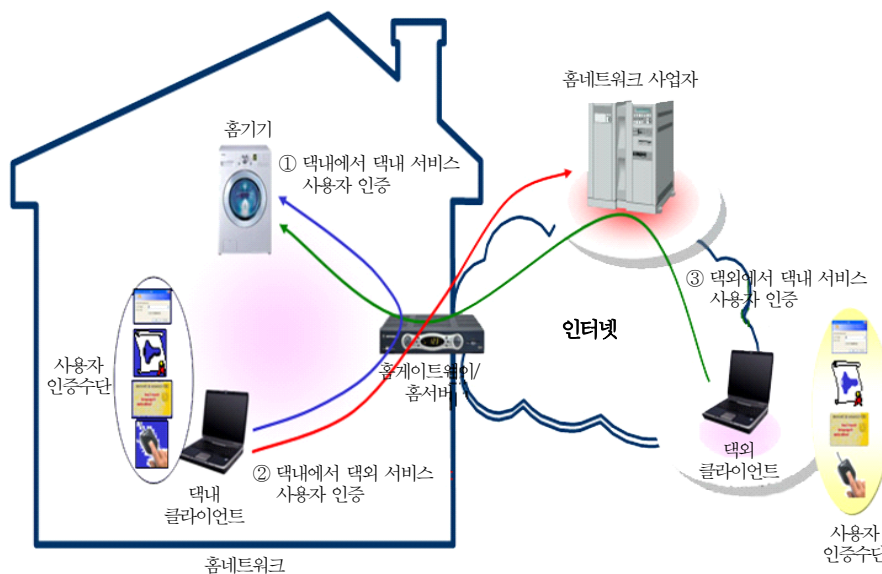 홈네트워크 사업자
홈기기
① 댁내에서 댁내 서비스
사용자 인증
③ 댁외에서 댁내 서비스
사용자 인증
인터넷
홈게이트웨이/
홈서버
사용자
인증수단
댁내
클라이언트
② 댁내에서 댁외 서비스
사용자 인증
댁외
클라이언트
사용자
인증수단
홈네트워크